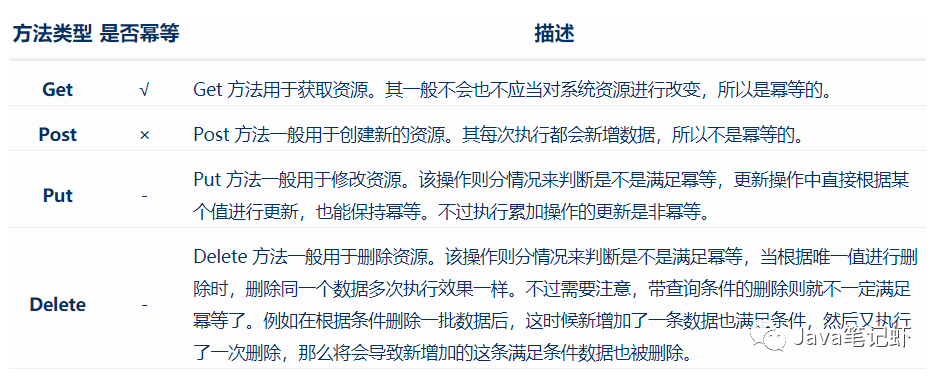 方法类型 是否幂等 描述
Get √ Get 方法用于获取资源。其一般不会也不应当对系统资源进行改变，所以是幂等的。
Post × Post 方法一般用于创建新的资源。其每次执行都会新增数据，所以不是幂等的。
Put 方法一般用于修改资源。该操作则分情况来判断是不是满足幂等，更新操作中直接根据某
Put - 个值进行更新，也能保持幂等。不过执行累加操作的更新是非幂等。
Delete 方法一般用于删除资源。该操作则分情况来判断是不是满足幂等，当根据唯一值进行删
除时，删除同一个数据多次执行效果一样。不过需要注意，带查询条件的删除则就不一定满足
Delete - 幂等了。例如在根据条件删除一批数据后，这时候新增加了一条数据也满足条件，然后又执行
了一次删除，那么将会导致新增加的这条满足条件数据也被删除。
Java笔记虾